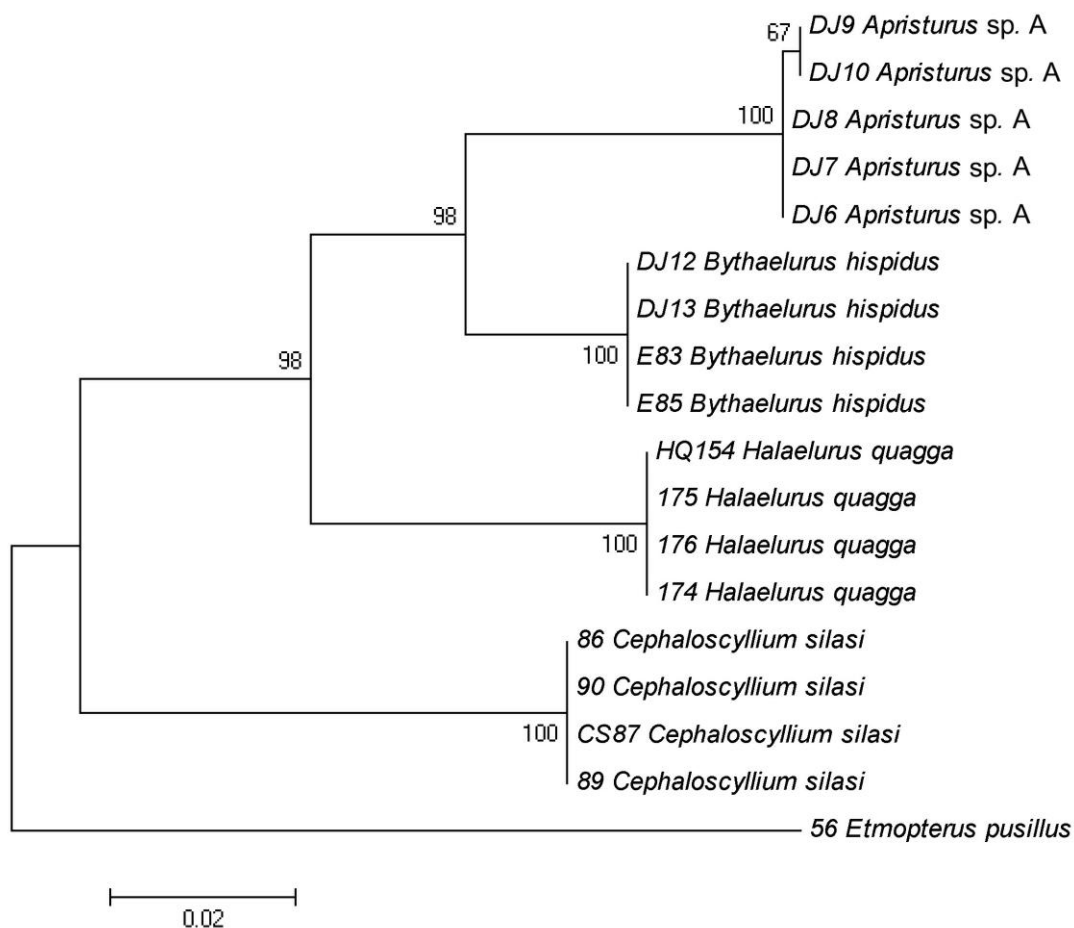 67
DJ9 Apristurus sp. A
DJ10 Apristurus sp. A
100
DJ8 Apristurus sp. A
DJ7 Apristurus sp. A
98
DJ6 Apristurus sp. A
DJ12 Bythaelurus hispidus
DJ13 Bythaelurus hispidus
98
100
E83 Bythaelurus hispidus
E85 Bythaelurus hispidus
HQ154 Halaelurus quagga
175 Halaelurus quagga
100
176 Halaelurus quagga
174 Halaelurus quagga
86 Cephaloscyllium silasi
90 Cephaloscyllium silasi
100
CS87 Cephaloscyllium silasi
89 Cephaloscyllium silasi
56 Etmopterus pusillus
0.02